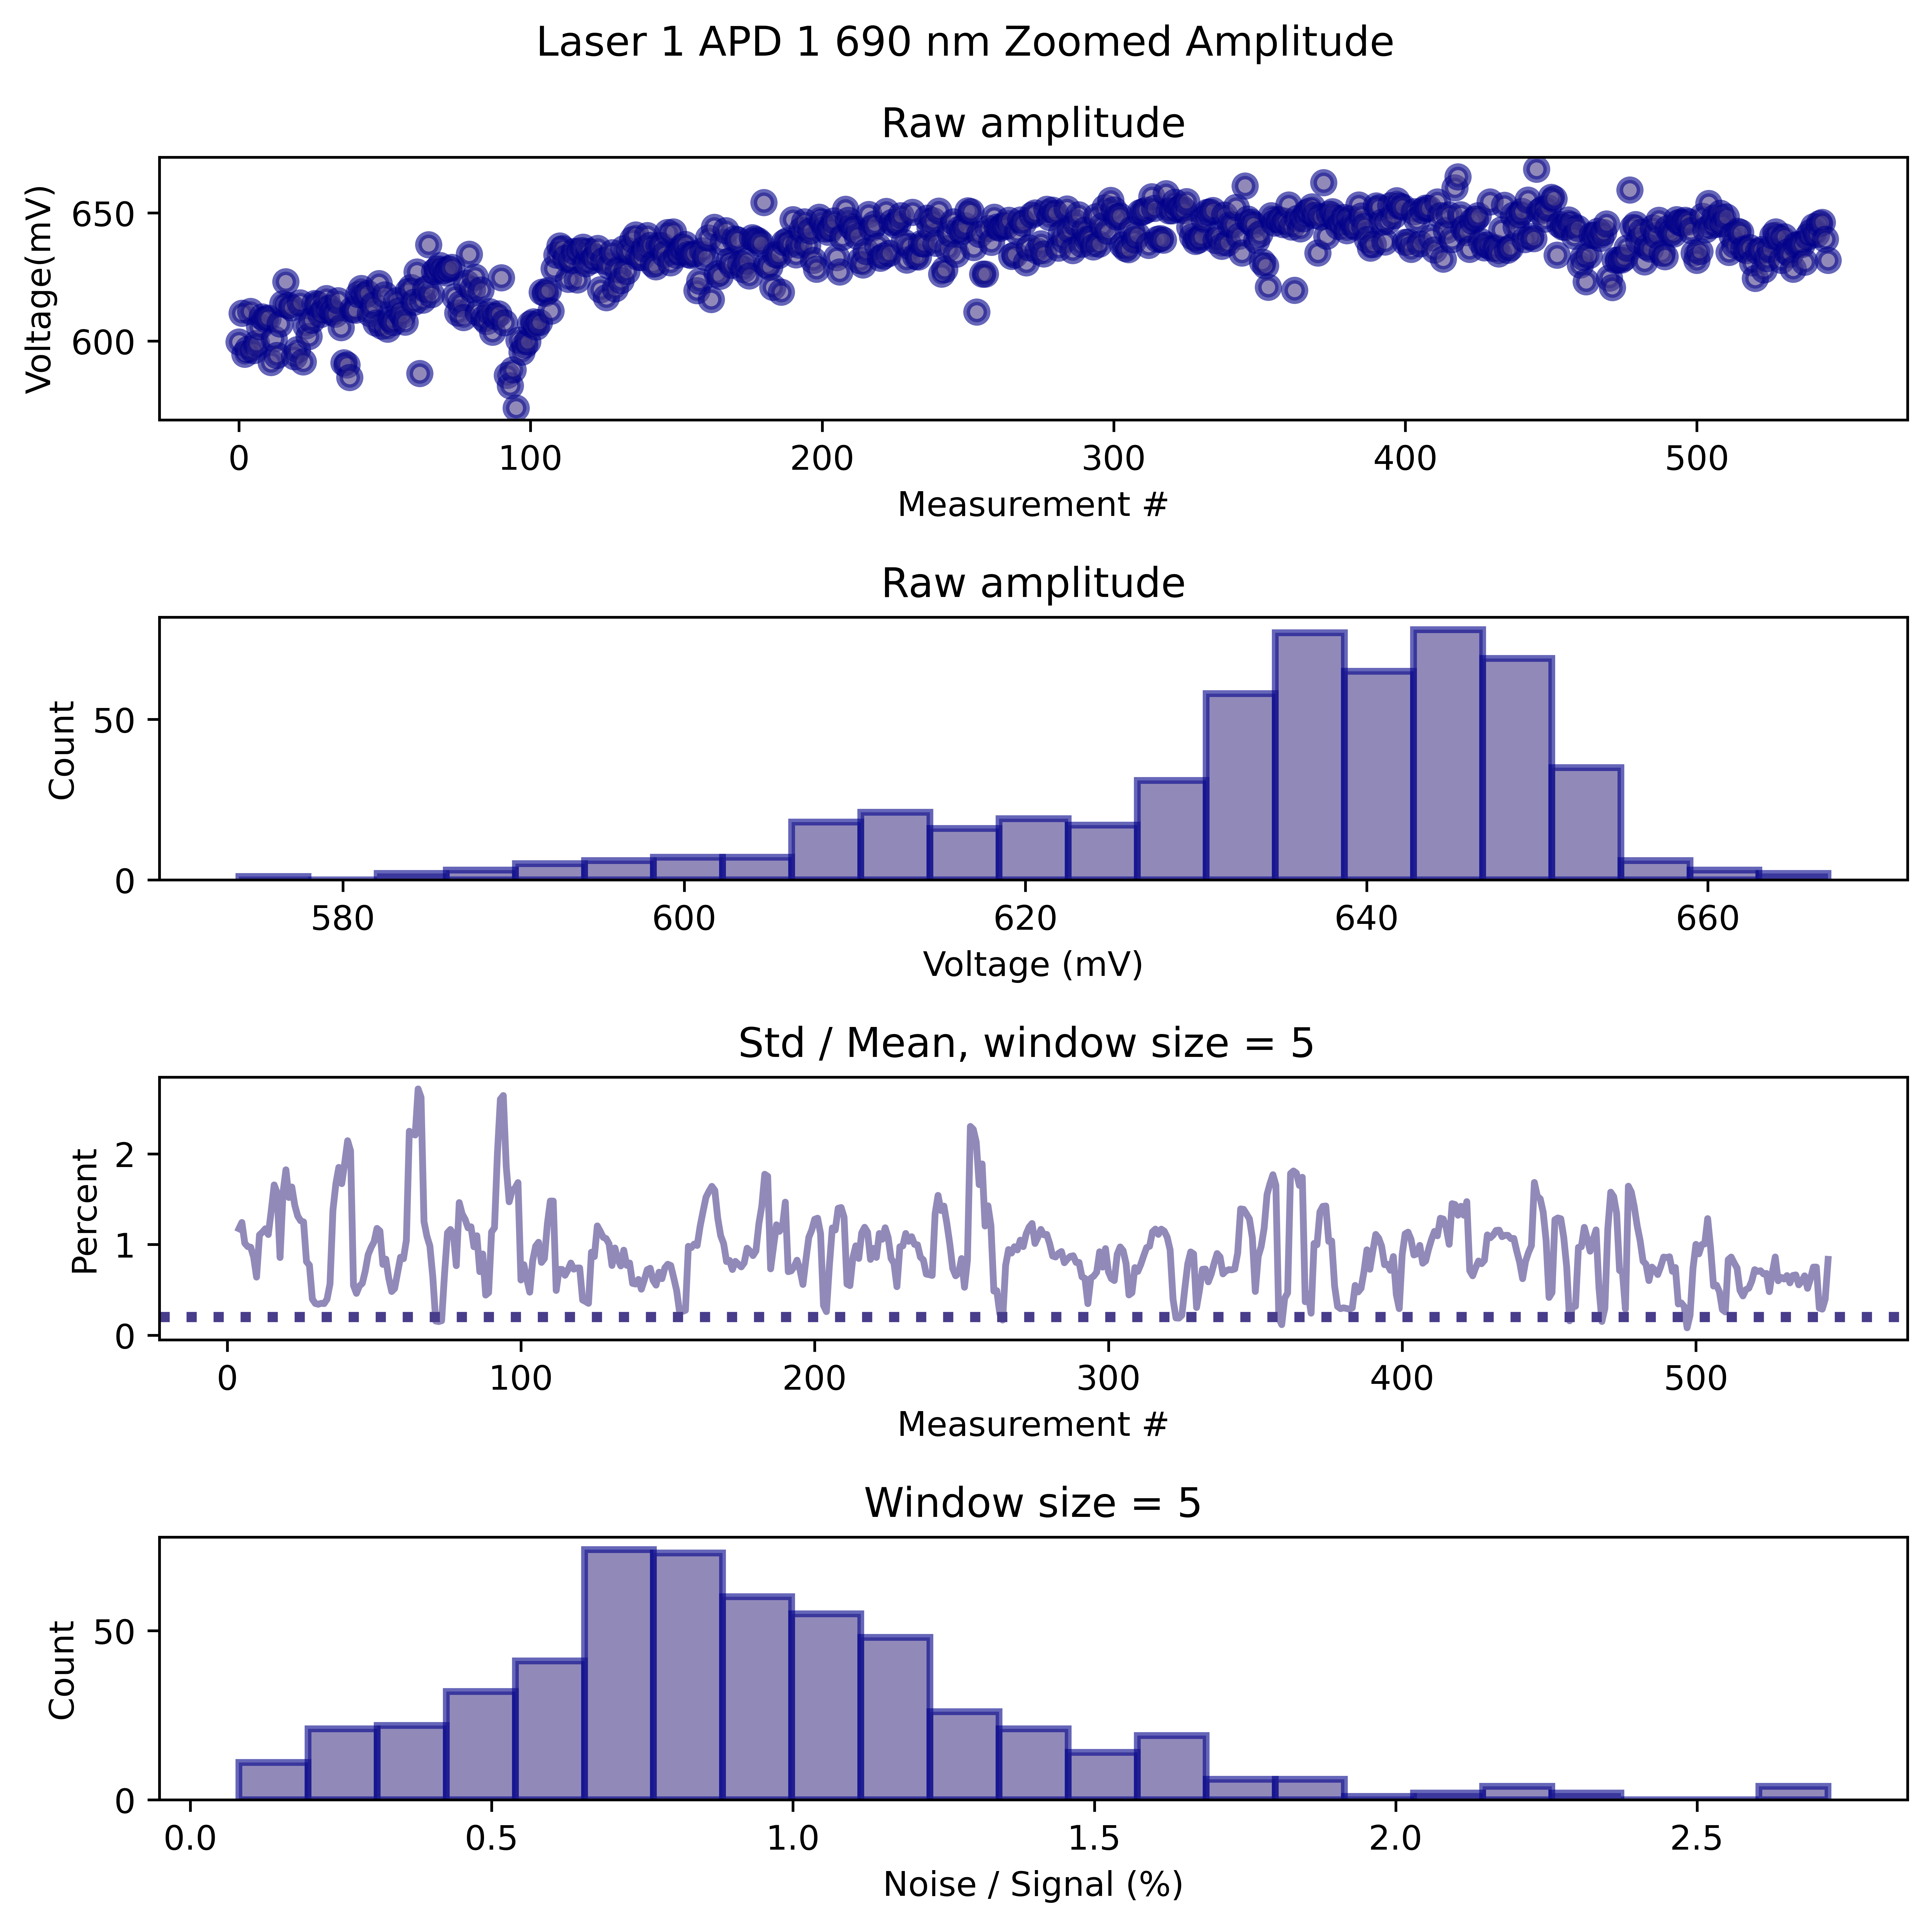 Laser 1 APD 1 690 nm Zoomed Amplitude
Raw amplitude
Voltage(mV)
650
600
0 100 200 300 400 500
Measurement #
Raw amplitude
Count
50
0
580 600 620 640 660
Voltage (mV)
Std / Mean, window size = 5
Percent
2
1
0
0 100 200 300 400 500
Measurement #
Window size = 5
Count
50
0
0.0 0.5 1.0 1.5 2.0 2.5
Noise / Signal (%)